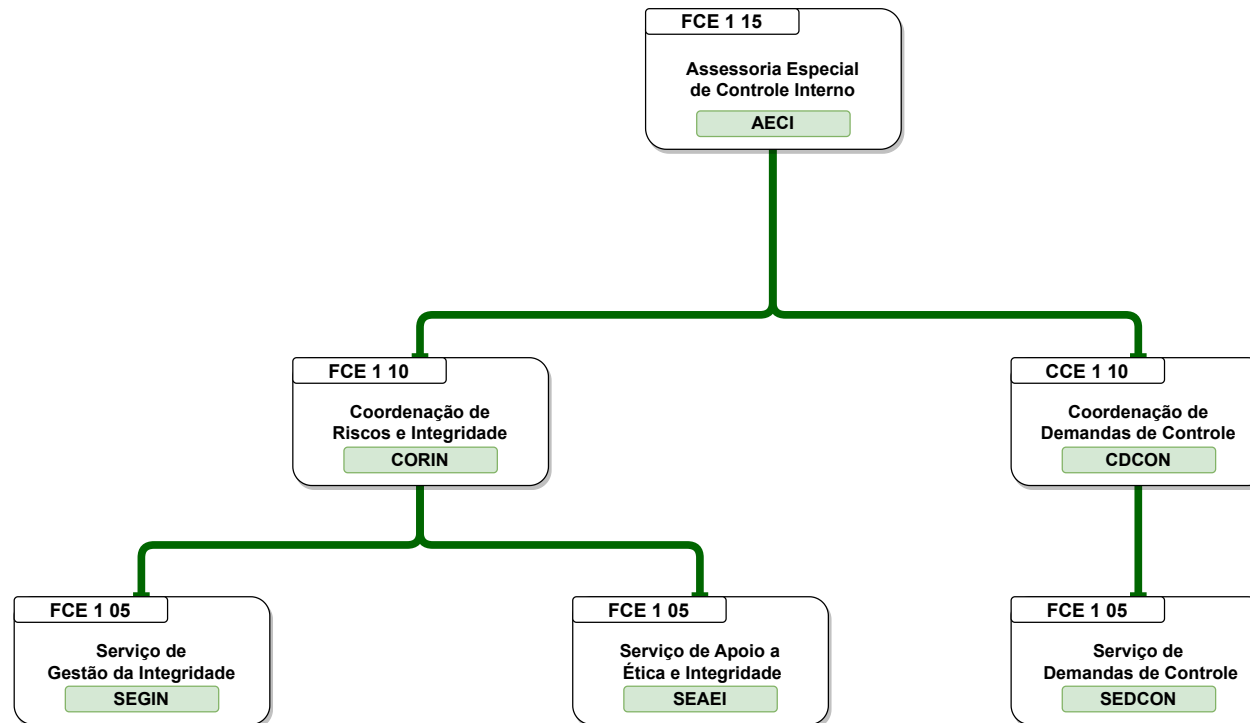 FCE 1 15
Assessoria Especial
de Controle Interno
AECI
FCE 1 10
Coordenação de
Riscos e Integridade
CORIN
CCE 1 10
Coordenação de
Demandas de Controle
CDCON
FCE 1 05
Serviço de
Gestão da Integridade
SEGIN
FCE 1 05
Serviço de Apoio a
Ética e Integridade
SEAEI
FCE 1 05
Serviço de
Demandas de Controle
SEDCON